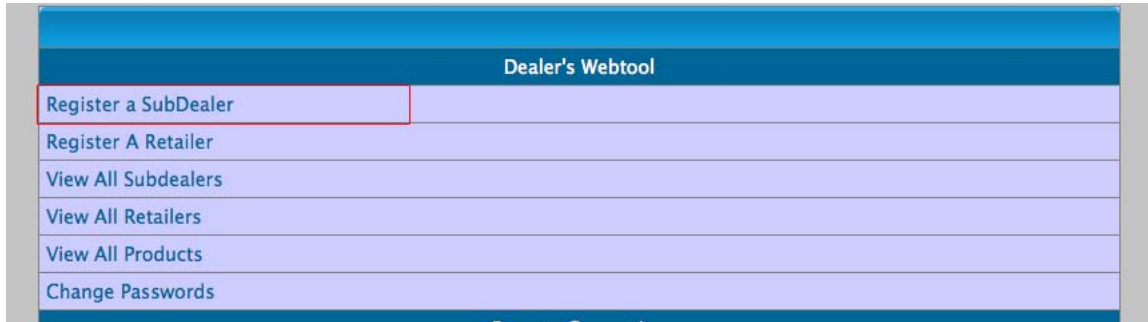 Dealer's Webtool
Register a SubDealer
Register A Retailer
View All Subdealers
View All Retailers
View All Products
Change Passwords